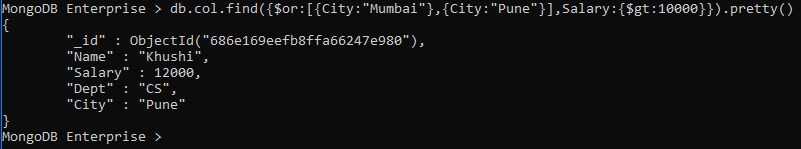 MongoDB Enterprise > db.col.find({$or:[{City:"Mumbai"},{City:"Pune"}],Salary:{$gt:10000}}).pretty()
{
        "_id" : ObjectId("686e169eefb8ffa66247e980"),
        "Name" : "Khushi",
        "Salary" : 12000,
        "Dept" : "CS",
        "City" : "Pune"
}
MongoDB Enterprise >